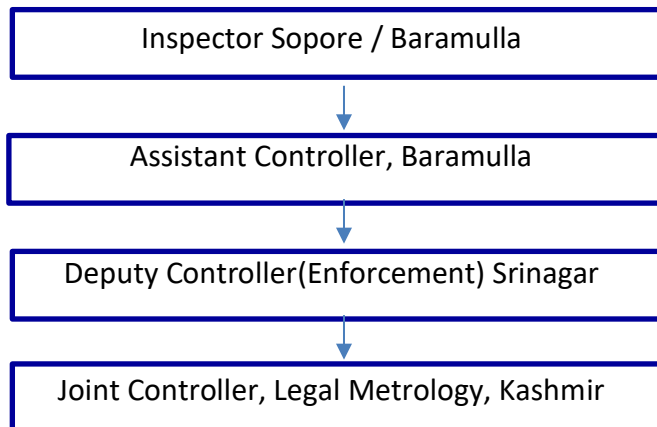 Inspector Sopore / Baramulla
Assistant Controller, Baramulla
Deputy Controller(Enforcement) Srinagar
Joint Controller, Legal Metrology, Kashmir